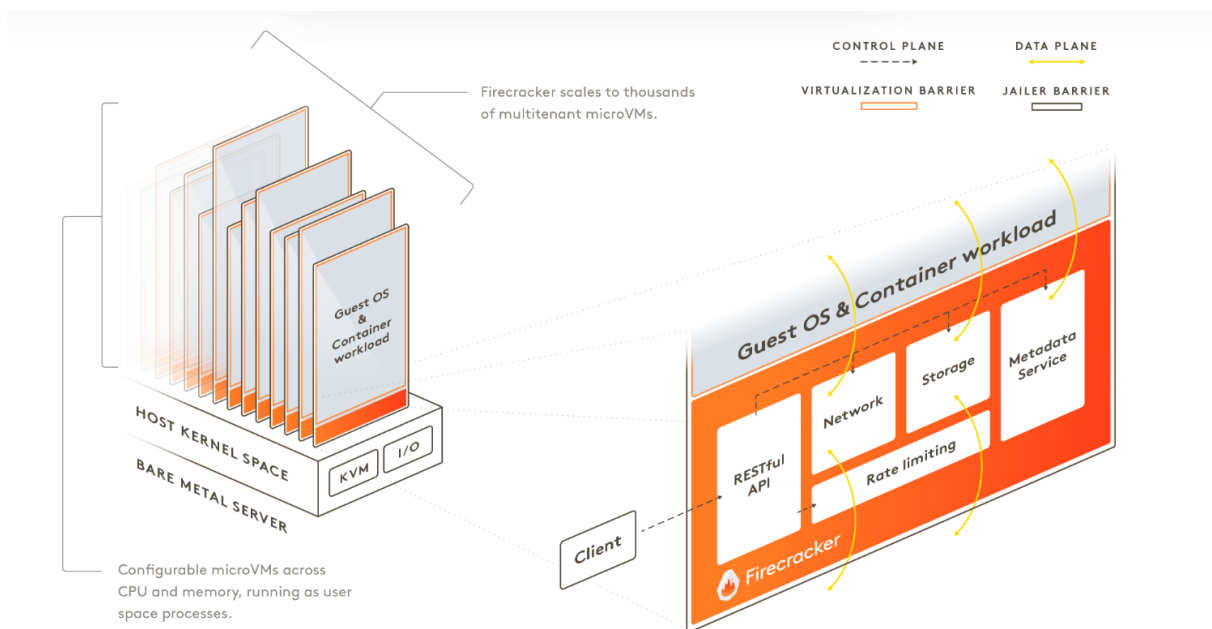 CONTROL PLANE
DATA PLANE
VIRTUALIZATION BARRIER
JAILER BARRIER
Firecracker scales to thousands
of multitenant microVMs.
Guest OS
&
Container
workload
HOST KERNEL SPACE
BARE METAL SERVER
KVM
I/O
Configurable microVMs across
CPU and memory, running as user
space processes.
Guest OS & Container workload
Client
RESTful
API
Network
Storage
Metadata
Service
Rate limiting
Firecracker